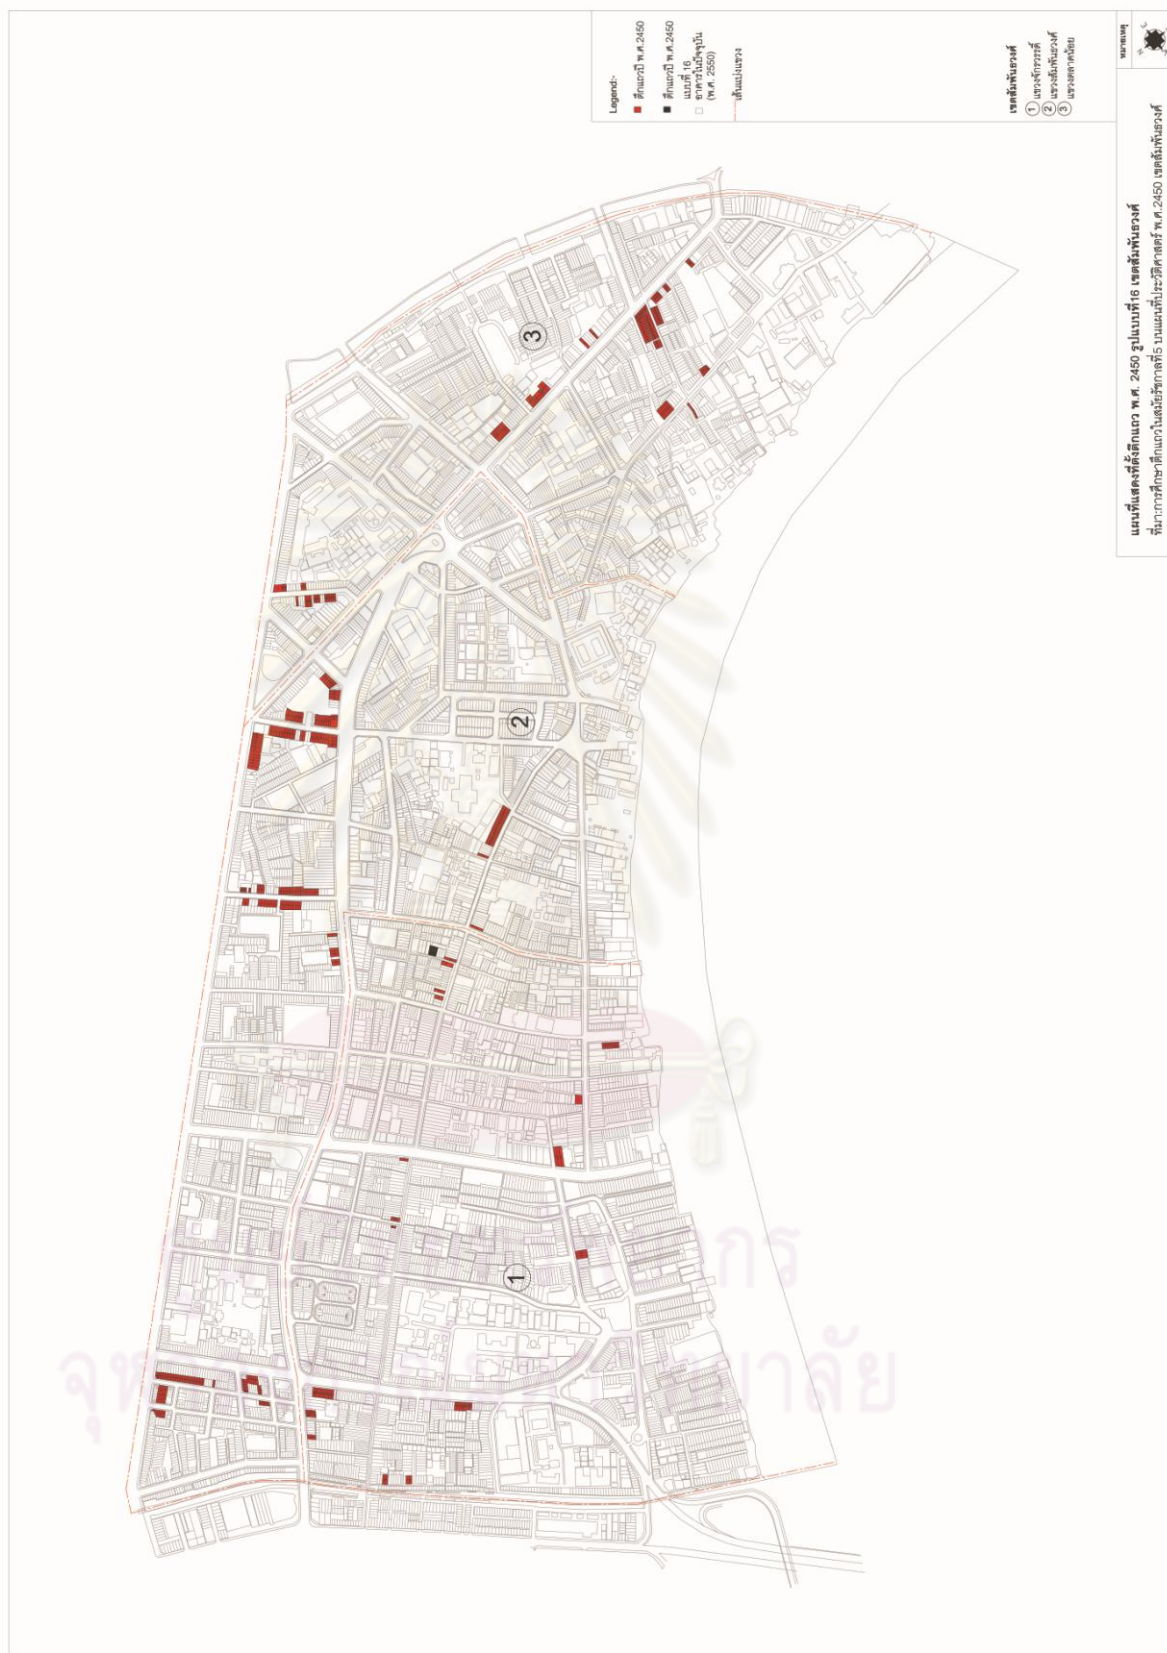 Legend:-
ตึกแถวปี พ.ศ.2450
ตึกแถวปี พ.ศ.2450
แบบที่ 16
อาคารในปัจจุบัน
(พ.ศ. 2550)
เส้นแบ่งแขวง
เขตสัมพันธวงศ์
1 แขวงจักรวรรดิ์
2 แขวงสัมพันธวงศ์
3 แขวงตลาดน้อย
หมายเหตุ
แผนที่แสดงที่ตั้งตึกแถว พ.ศ. 2450 รูปแบบที่16 เขตสัมพันธวงศ์
ที่มา:การศึกษาตึกแถวในสมัยรัชกาลที่5 บนแผนที่ประวัติศาสตร์ พ.ศ.2450 เขตสัมพันธวงศ์
3
2
1